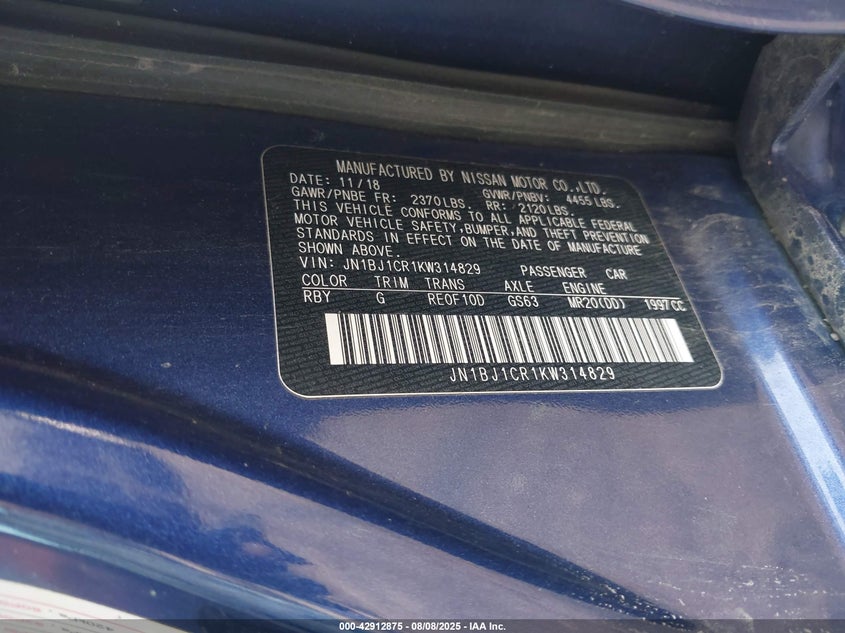 MANUFACTURED BY NISSAN MOTOR CO.,LTD.
DATE: 11/18
GAWR/PNBE FR: 2370LBS. GVWR/PNBV: 4455 LBS.
RR: 2120LBS.
THIS VEHICLE CONFORMS TO ALL APPLICABLE FEDERAL
MOTOR VEHICLE SAFETY,BUMPER,AND THEFT PREVENTION
STANDARDS IN EFFECT ON THE DATE OF MANUFACTURE
SHOWN ABOVE.
VIN: JN1BJ1CR1KW314829 PASSENGER CAR
COLOR TRIM TRANS AXLE ENGINE
RBY G RE0F10D GS63 MR20(DD) 1997CC
JN1BJ1CR1KW314829
000-42912875 - 08/08/2025 - IAA Inc.